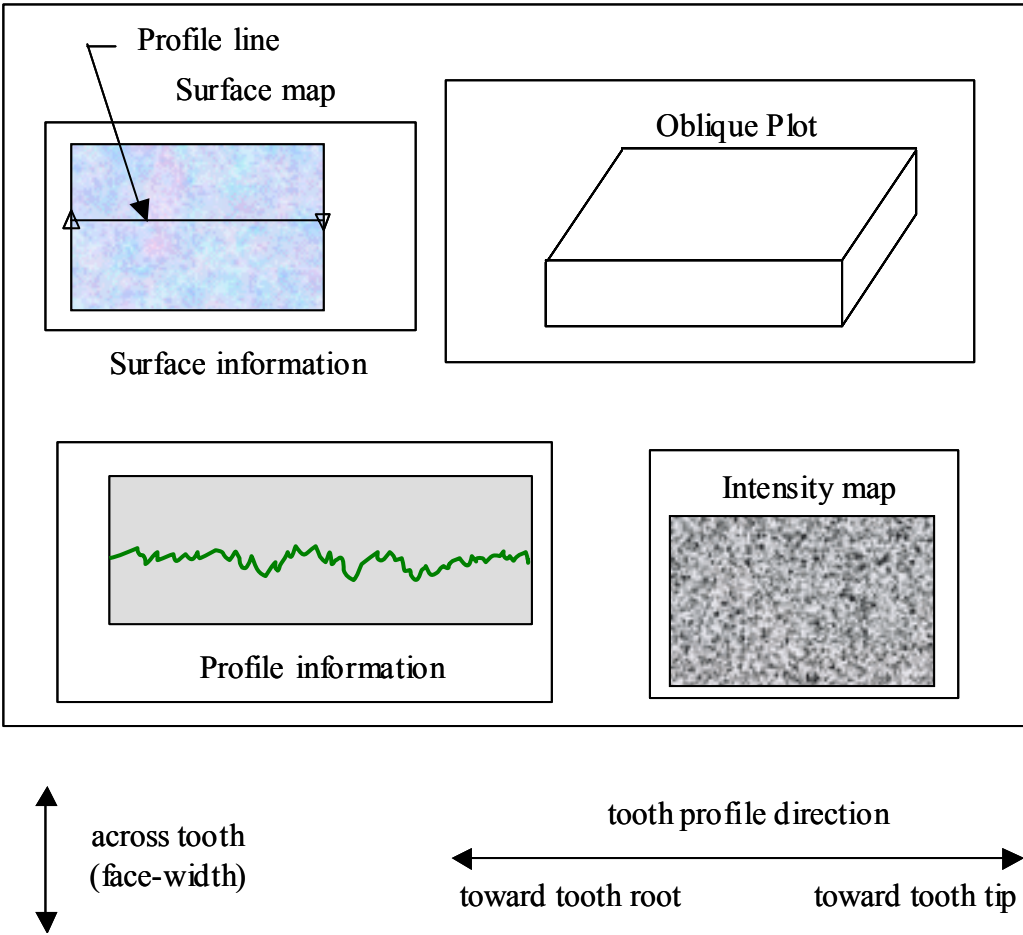 Profile line
Surface map
Oblique Plot
Surface information
Intensity map
Profile information
across tooth
(face-width)
tooth profile direction
toward tooth root
toward tooth tip